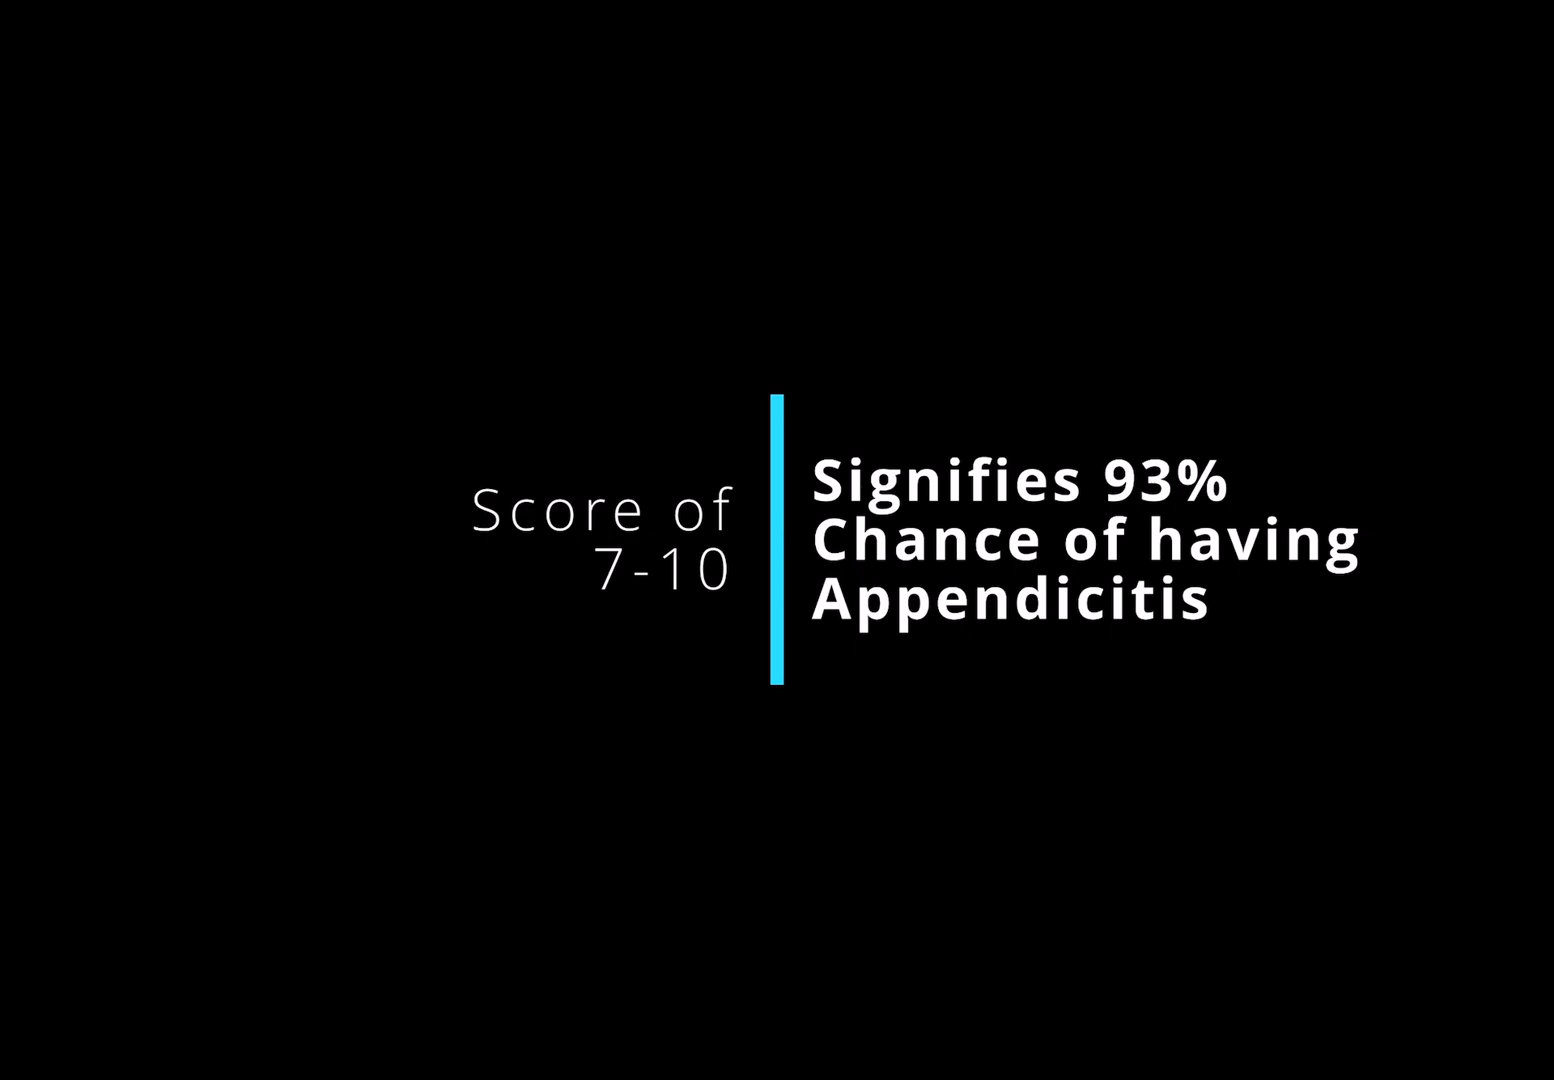 Score of
7-10
Signifies 93%
Chance of having
Appendicitis